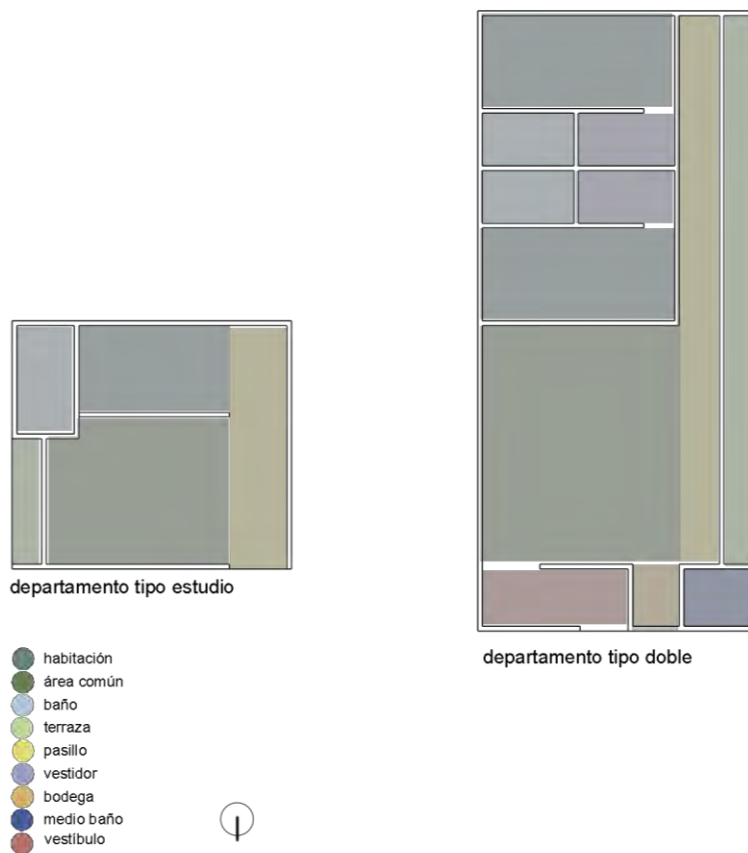 departamento tipo estudio
departamento tipo doble
habitación
área común
baño
terraza
pasillo
vestidor
bodega
medio baño
vestíbulo